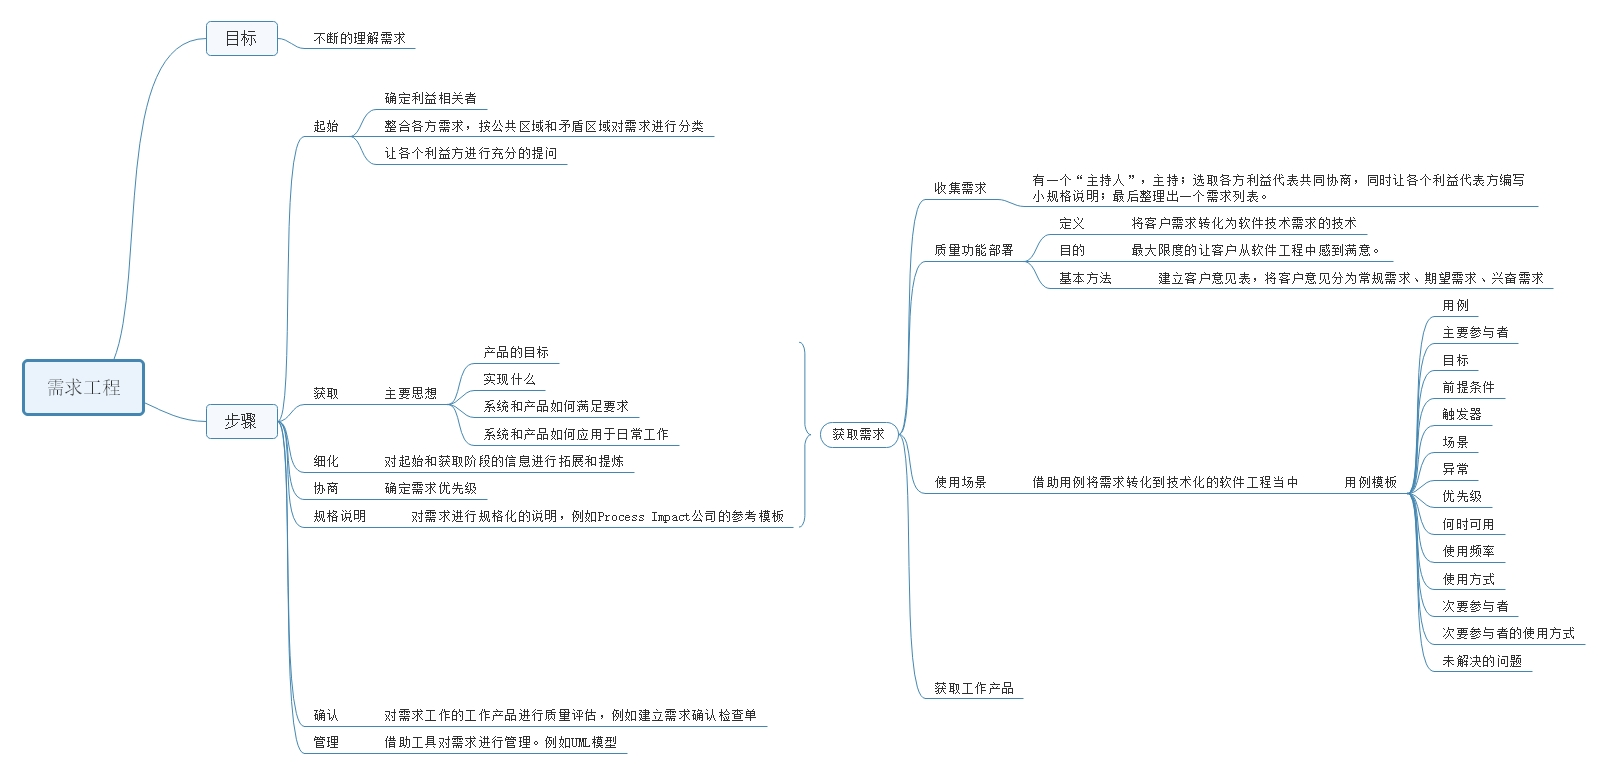 需求工程
目标
不断的理解需求
步骤
起始
确定利益相关者
整合各方需求，按公共区域和矛盾区域对需求进行分类
让各个利益方进行充分的提问
获取
主要思想
产品的目标
实现什么
系统和产品如何满足要求
系统和产品如何应用于日常工作
细化
对起始和获取阶段的信息进行拓展和提炼
协商
确定需求优先级
规格说明
对需求进行规格化的说明，例如Process Impact公司的参考模板
确认
对需求工作的工作产品进行质量评估，例如建立需求确认检查单
管理
借助工具对需求进行管理。例如UML模型
获取需求
收集需求
有一个“主持人”，主持；选取各方利益代表共同协商，同时让各个利益代表方编写
小规格说明；最后整理出一个需求列表。
质量功能部署
定义
将客户需求转化为软件技术需求的技术
目的
最大限度的让客户从软件工程中感到满意。
基本方法
建立客户意见表，将客户意见分为常规需求、期望需求、兴奋需求
使用场景
借助用例将需求转化到技术化的软件工程当中
用例模板
用例
主要参与者
目标
前提条件
触发器
场景
异常
优先级
何时可用
使用频率
使用方式
次要参与者
次要参与者的使用方式
未解决的问题
获取工作产品